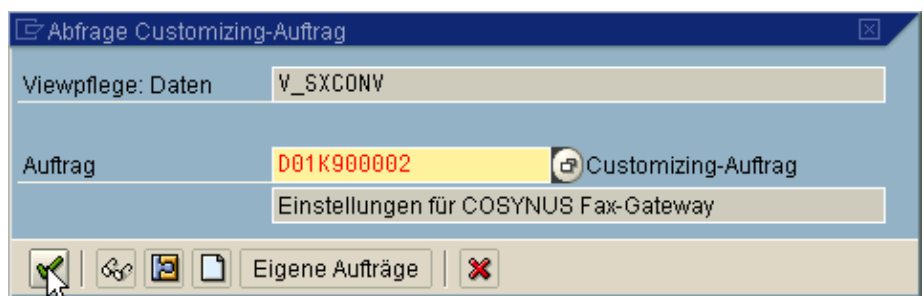 Abfrage Customizing-Auftrag
Viewpflege: Daten V_SXCONV
Auftrag D01K900002 Customizing-Auftrag
Einstellungen für COSYNUS Fax-Gateway
Eigene Aufträge